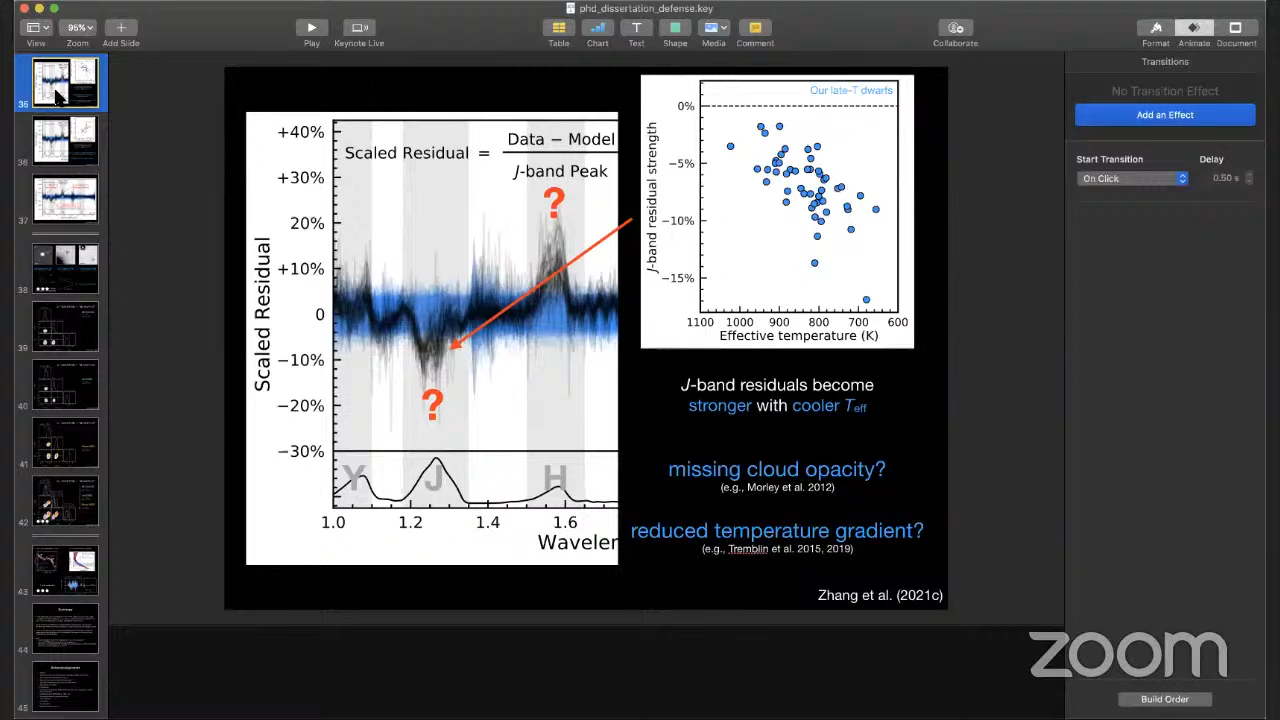 phd_dissertation_defense.key
95%
View
Zoom
Add Slide
Play
Keynote Live
Table
Chart
Text
Shape
Media
Comment
Collaborate
Format
Animate
Document
35
36
37
38
39
40
41
42
43
44
45
+40%
+30%
20%
+10%
0
−10%
−20%
−30%
Scaled Residual
Scaled Residual = Data − Model
J-band Peak
?
?
Y
J
H
1.0
1.2
1.4
1.6
Waveler
Our late-T dwarfs
0%
−5%
−10%
−15%
J-band residual strength
1100
1000
900
800
700
600
Effective temperature (K)
J-band residuals become
stronger with cooler Teff
missing cloud opacity?
(e.g., Morley et al. 2012)
reduced temperature gradient?
(e.g., Tremblin et al. 2015, 2019)
Zhang et al. (2021c)
Transitions
No Transition Effect
Add an Effect
Start Transition
Delay
On Click
0.50 s
Build Order
zoom
Summary
Acknowledgements